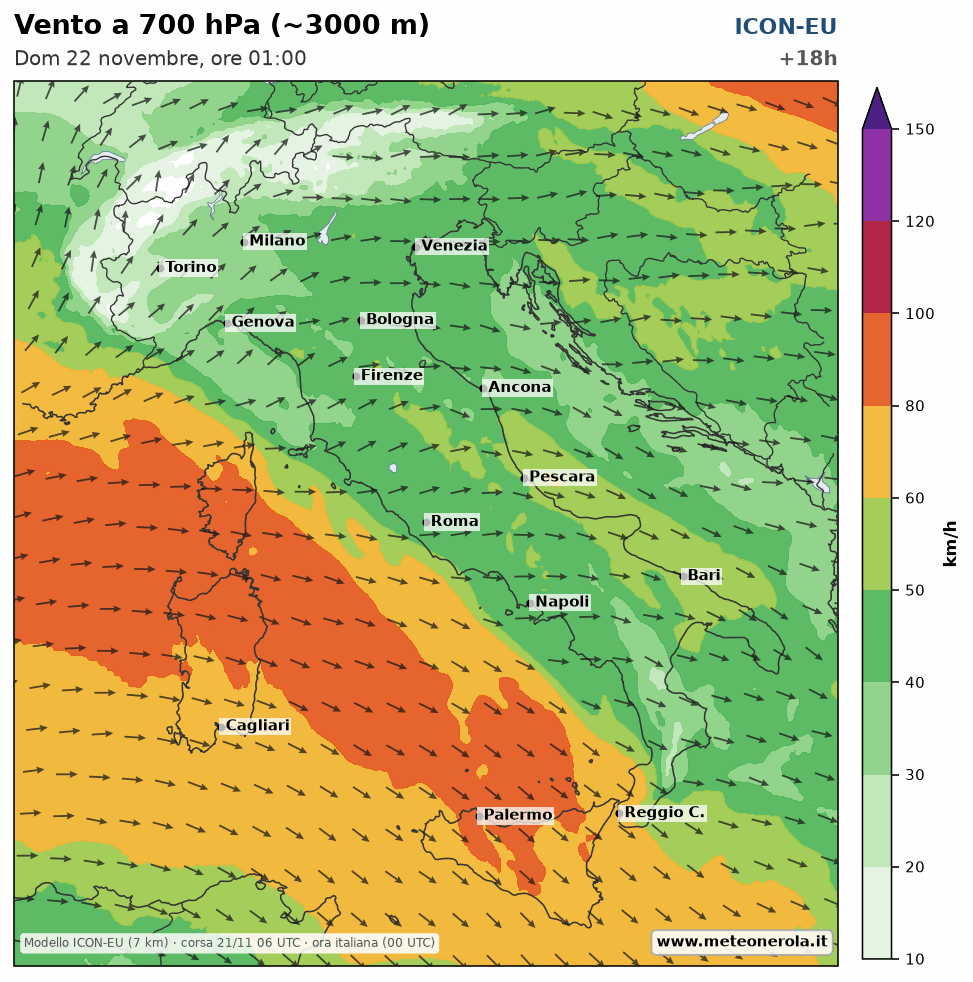 Vento a 700 hPa (~3000 m)
ICON-EU
Dom 22 novembre, ore 01:00
+18h
150
120
100
80
60
50
40
30
20
10
km/h
Milano
Venezia
Torino
Genova
Bologna
Firenze
Ancona
Pescara
Roma
Bari
Napoli
Cagliari
Palermo
Reggio C.
Modello ICON-EU (7 km) · corsa 21/11 06 UTC · ora italiana (00 UTC)
www.meteonerola.it